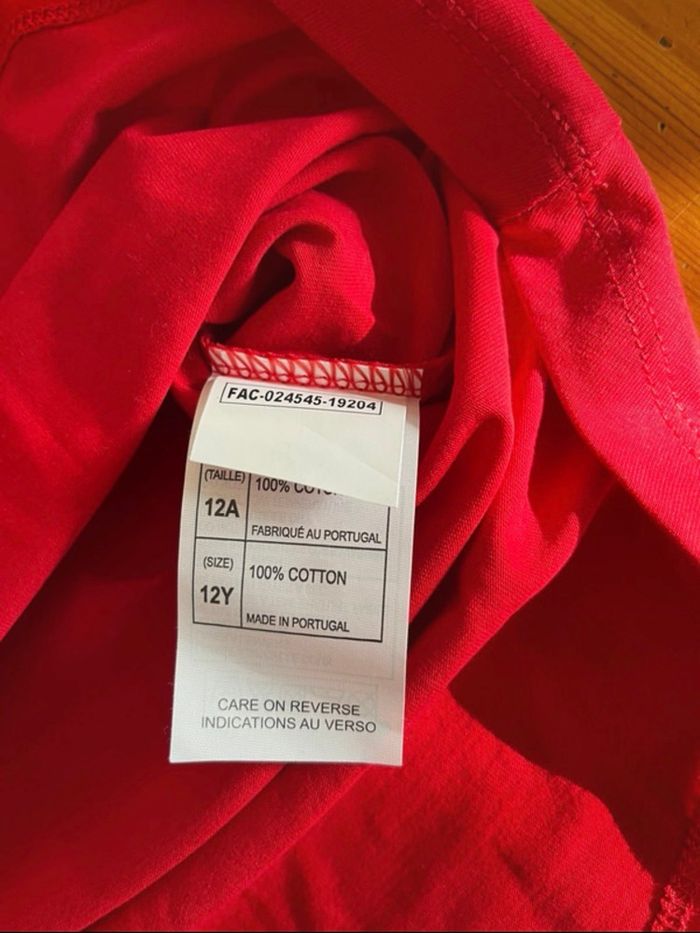 FAC-024545-19204
(TAILLE)
12A
100%
FABRIQUÉ AU PORTUGAL
(SIZE)
12Y
100% COTTON
MADE IN PORTUGAL
CARE ON REVERSE
INDICATIONS AU VERSO